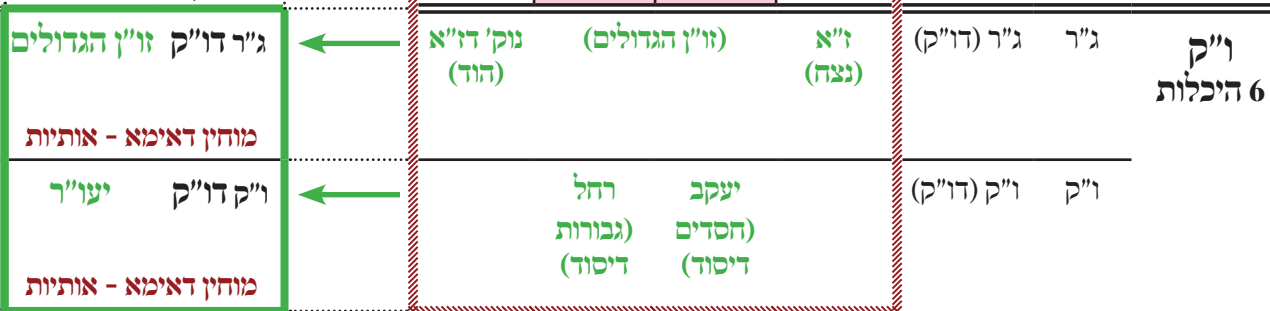 ו"ק
6 היכלות
ג"ר ג"ר (דו"ק) ז"א (זו"ן הגדולים) נוק' דז"א ג"ר דו"ק זו"ן הגדולים
(נצח) (הוד)
מוחין דאימא - אותיות
ו"ק ו"ק (דו"ק) יעקב רחל ו"ק דו"ק יעו"ר
(חסדים (גבורות
דיסוד) דיסוד)
מוחין דאימא - אותיות